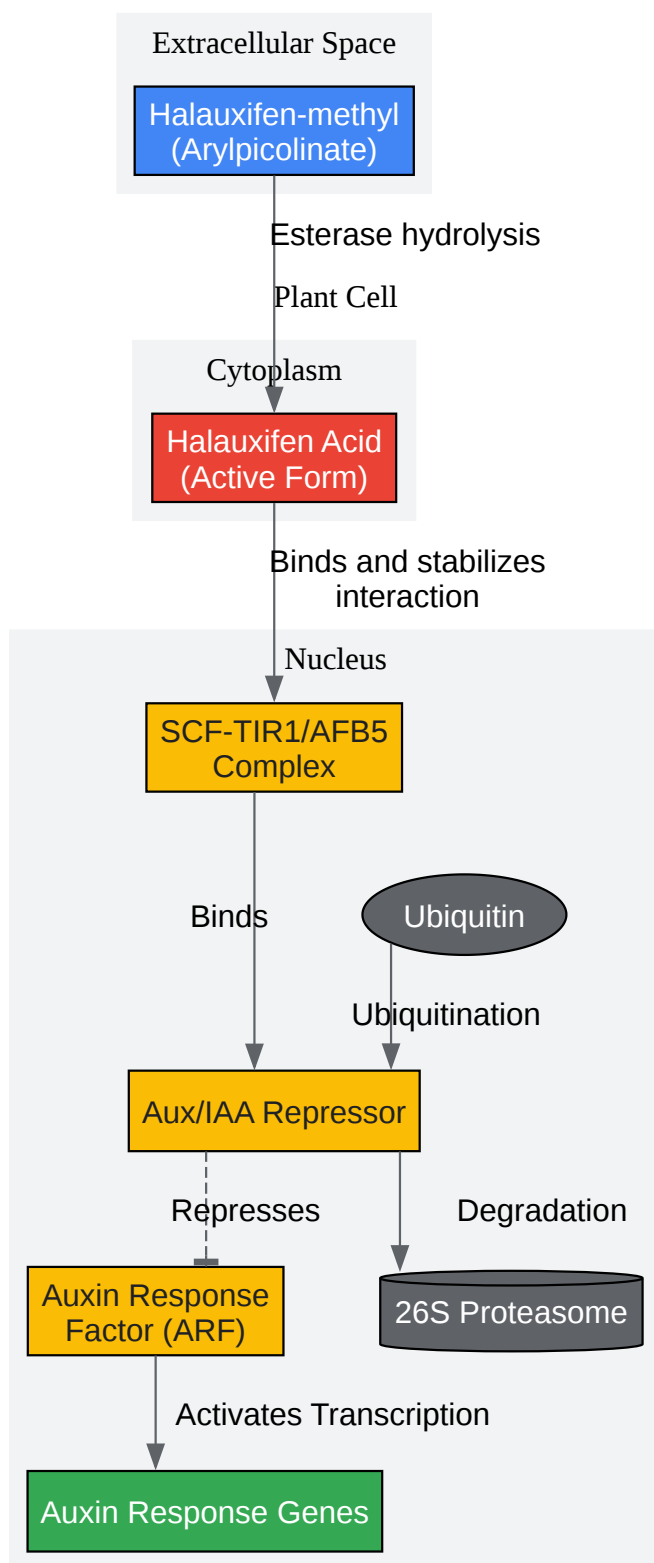 Extracellular Space
Halauxifen-methyl
(Arylpicolinate)
Esterase hydrolysis
Plant Cell
Cytoplasm
Halauxifen Acid
(Active Form)
Binds and stabilizes
interaction
Nucleus
SCF-TIR1/AFB5
Complex
Binds
Ubiquitin
Ubiquitination
Aux/IAA Repressor
Represses
Degradation
Auxin Response
Factor (ARF)
26S Proteasome
Activates Transcription
Auxin Response Genes